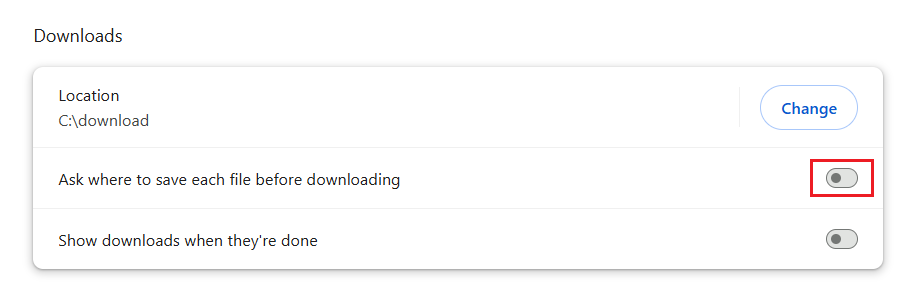 Downloads
Location
C:\download
Change
Ask where to save each file before downloading
Show downloads when they're done